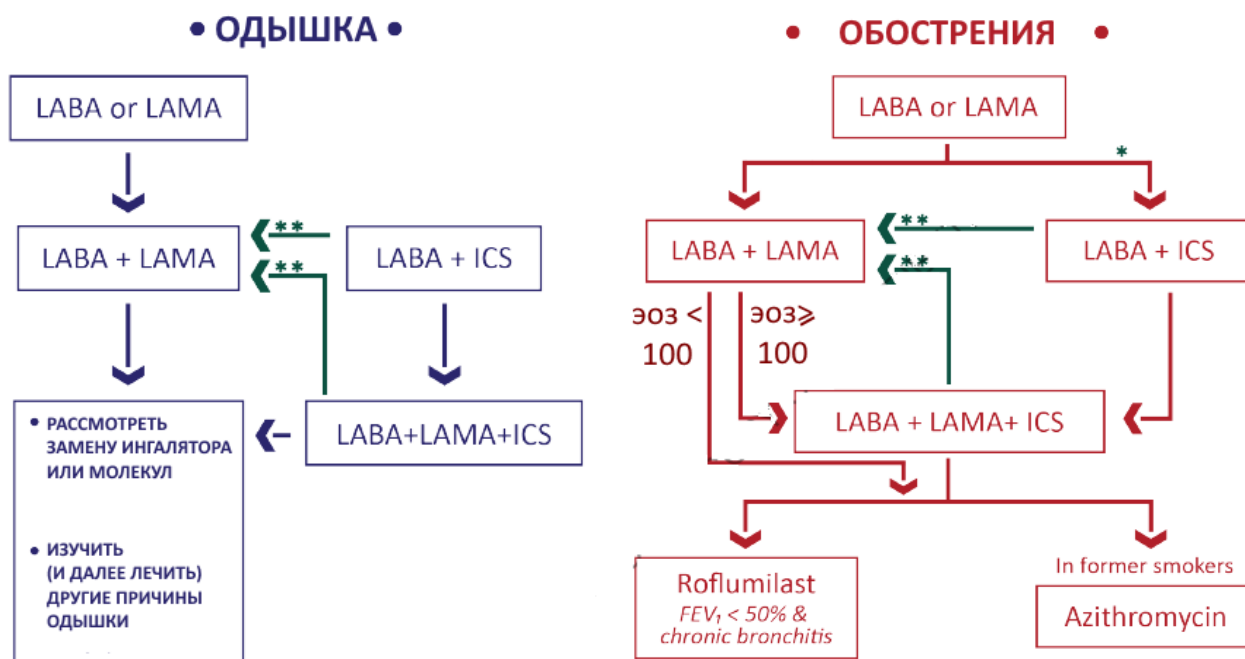 • ОДЫШКА •
LABA or LAMA
LABA + LAMA
**
**
LABA + ICS
LABA+LAMA+ICS
• РАССМОТРЕТЬ
ЗАМЕНУ ИНГАЛЯТОРА
ИЛИ МОЛЕКУЛ
• ИЗУЧИТЬ
(И ДАЛЕЕ ЛЕЧИТЬ)
ДРУГИЕ ПРИЧИНЫ
ОДЫШКИ
• ОБОСТРЕНИЯ •
LABA or LAMA
*
LABA + LAMA
**
**
LABA + ICS
эоз <
100
эоз⩾
100
LABA + LAMA+ ICS
Roflumilast
FEV₁ < 50% &
chronic bronchitis
In former smokers
Azithromycin